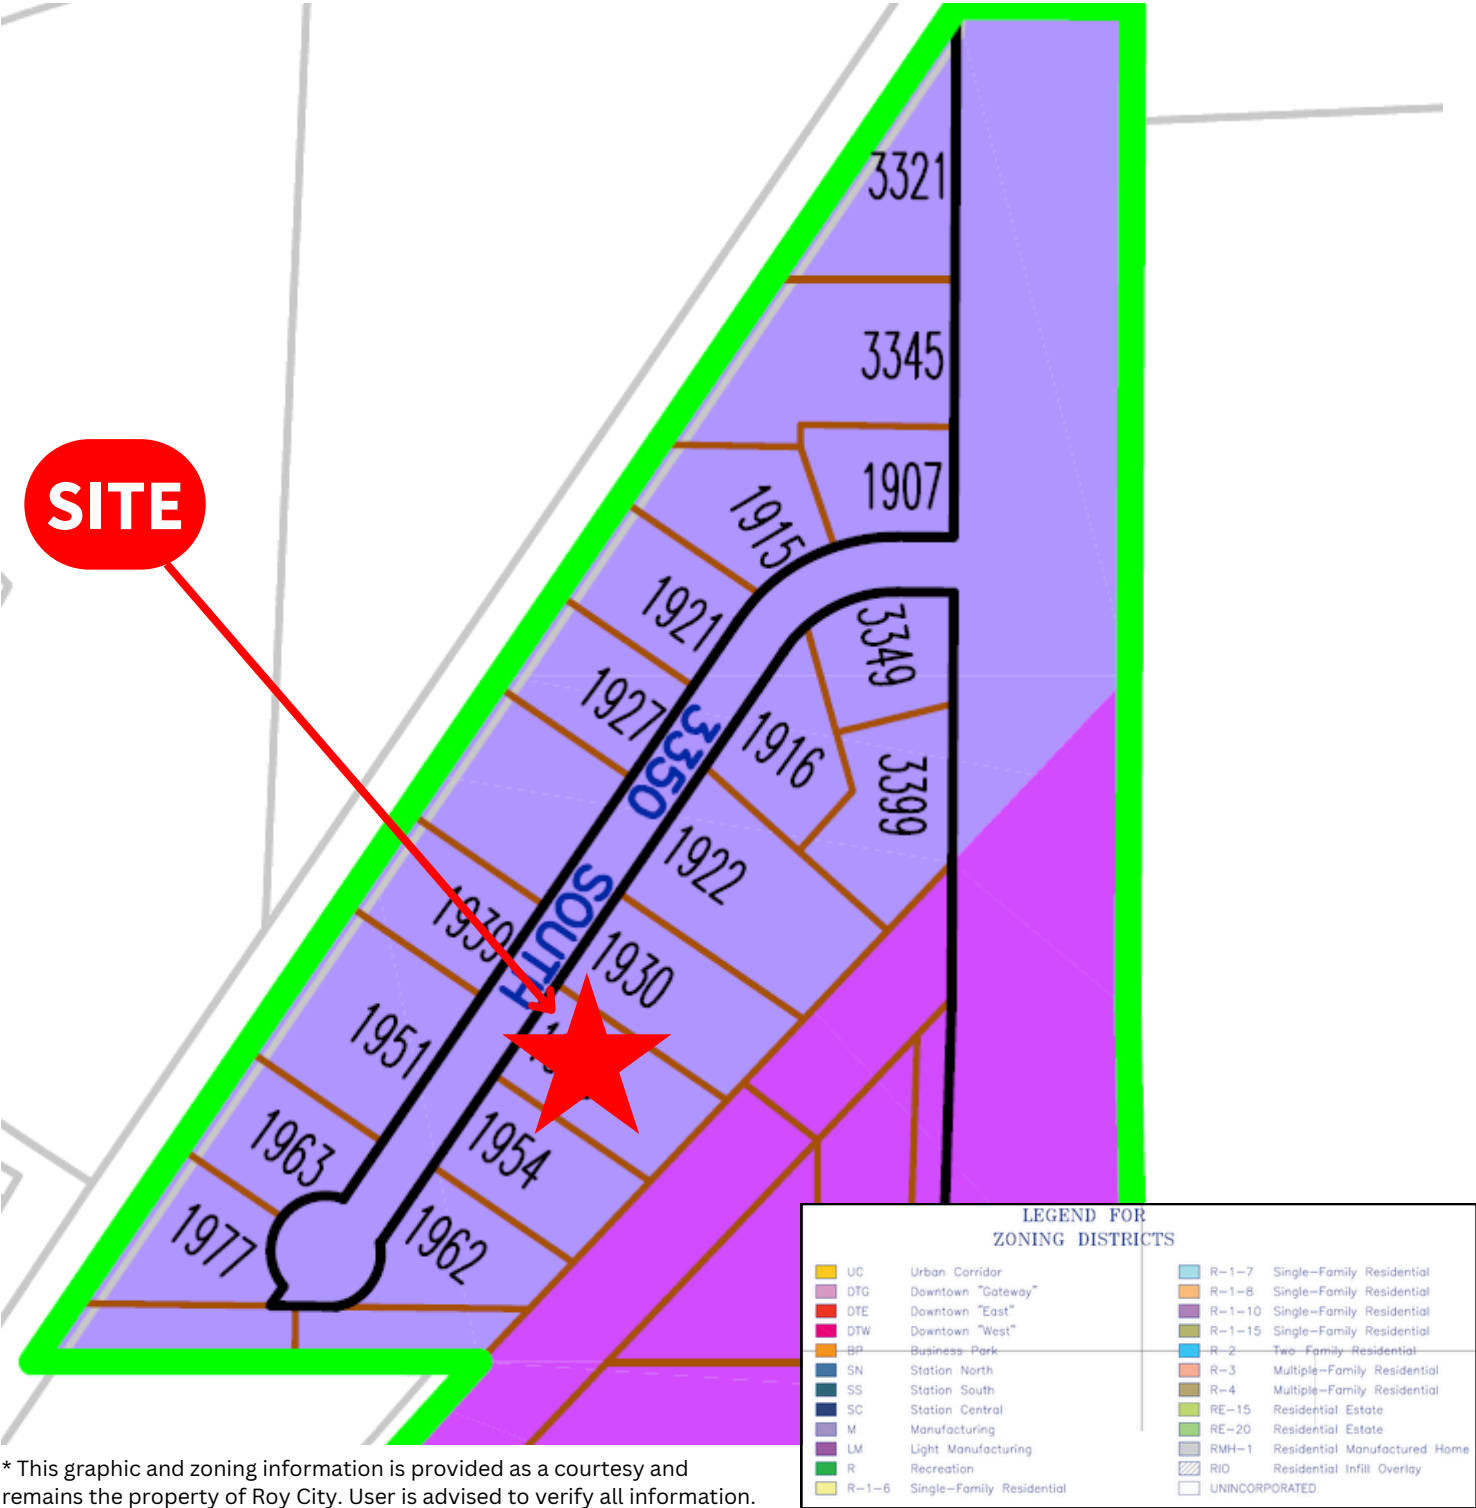 3321
3345
1907
1915
SITE
1921
3349
1927
3350 SOUTH
1916
3399
1922
1939
1930
1951
1963
1954
1977
1962
LEGEND FOR
ZONING DISTRICTS
UC Urban Corridor
DTG Downtown "Gateway"
DTE Downtown "East"
DTW Downtown "West"
BP Business Park
SN Station North
SS Station South
SC Station Central
M Manufacturing
LM Light Manufacturing
R Recreation
R-1-6 Single-Family Residential
R-1-7 Single-Family Residential
R-1-8 Single-Family Residential
R-1-10 Single-Family Residential
R-1-15 Single-Family Residential
R-2 Two Family Residential
R-3 Multiple-Family Residential
R-4 Multiple-Family Residential
RE-15 Residential Estate
RE-20 Residential Estate
RMH-1 Residential Manufactured Home
RIO Residential Infill Overlay
UNINCORPORATED
* This graphic and zoning information is provided as a courtesy and
remains the property of Roy City. User is advised to verify all information.